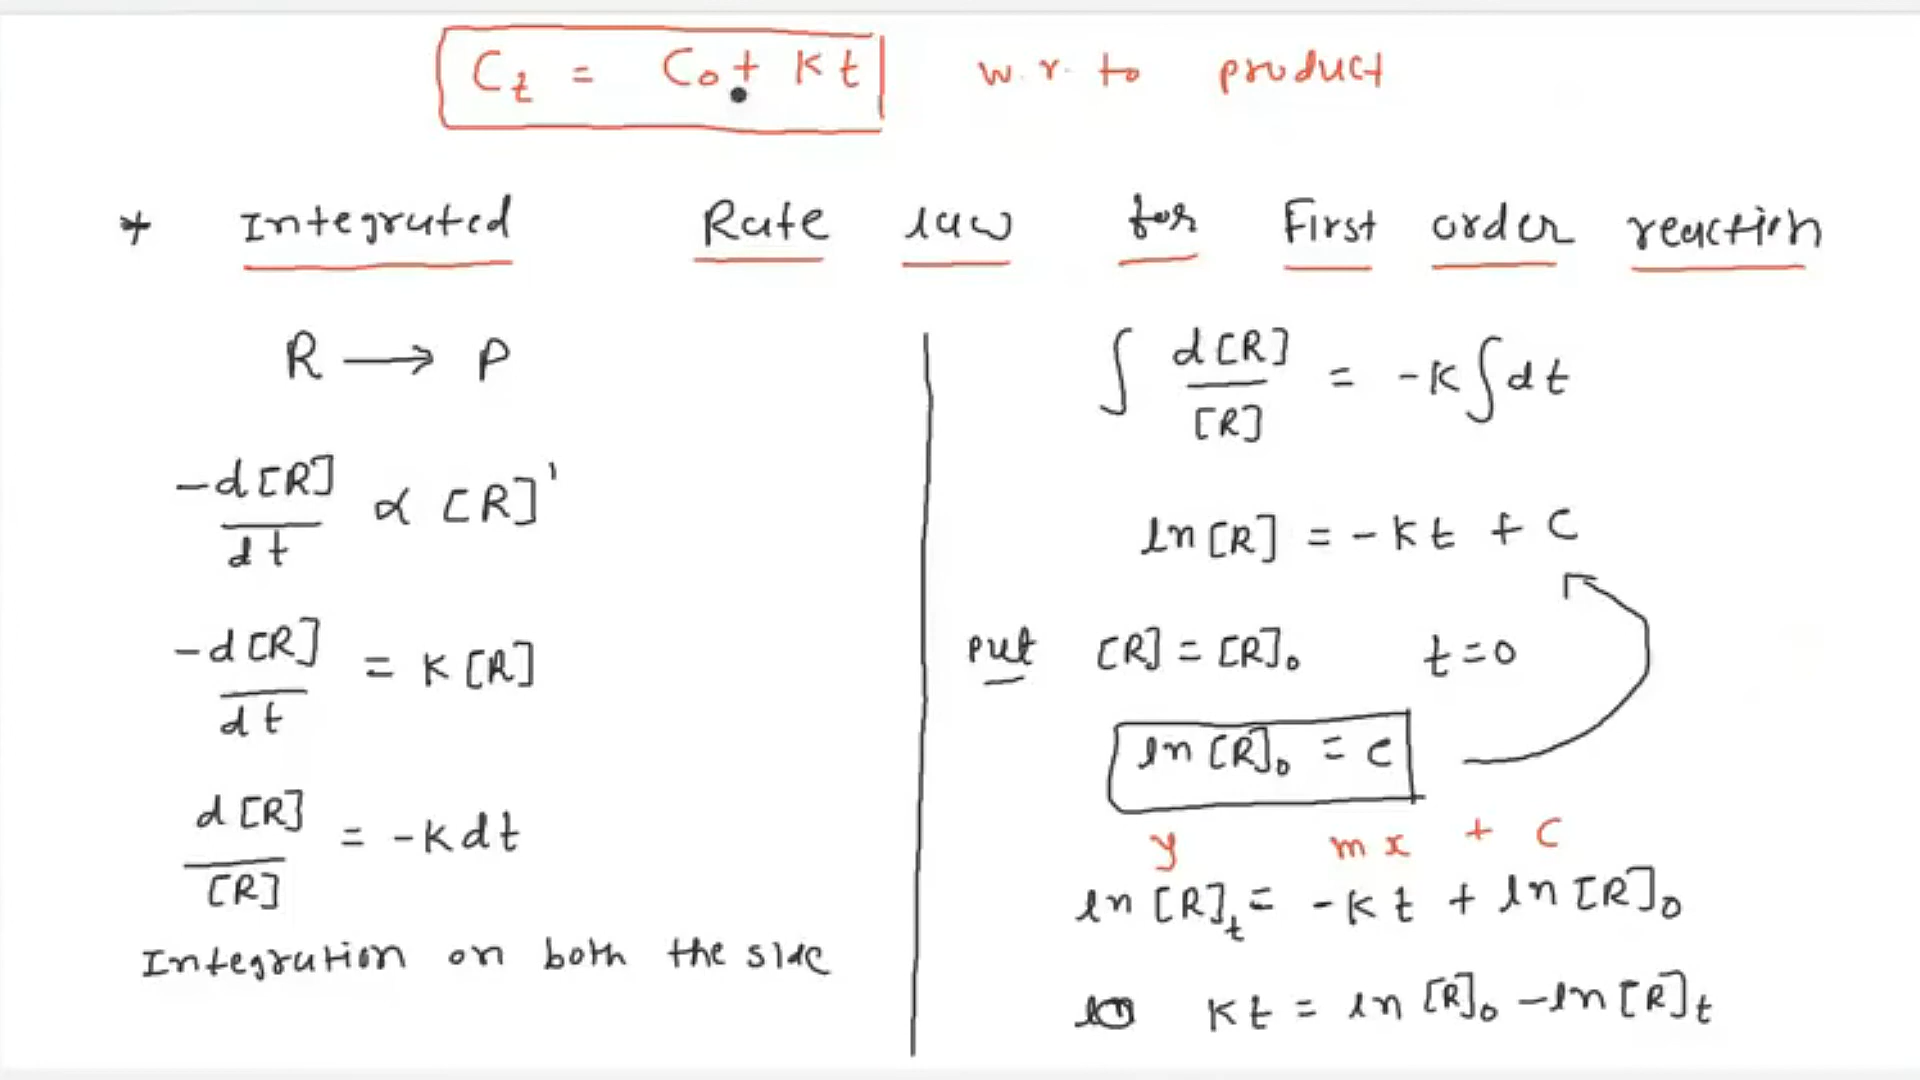 Cₜ = C₀ + Kt w.r. to product
* Integrated Rate law for First order reaction
R ⟶ P
-d[R]/dt ∝ [R]¹
-d[R]/dt = K[R]
d[R]/[R] = -Kdt
Integration on both the side
∫ d[R]/[R] = -K∫dt
ln[R] = -Kt + C
put [R] = [R]₀ t=0
ln[R]₀ = C
y mx + C
ln[R]ₜ = -Kt + ln[R]₀
Kt = ln[R]₀ - ln[R]ₜ